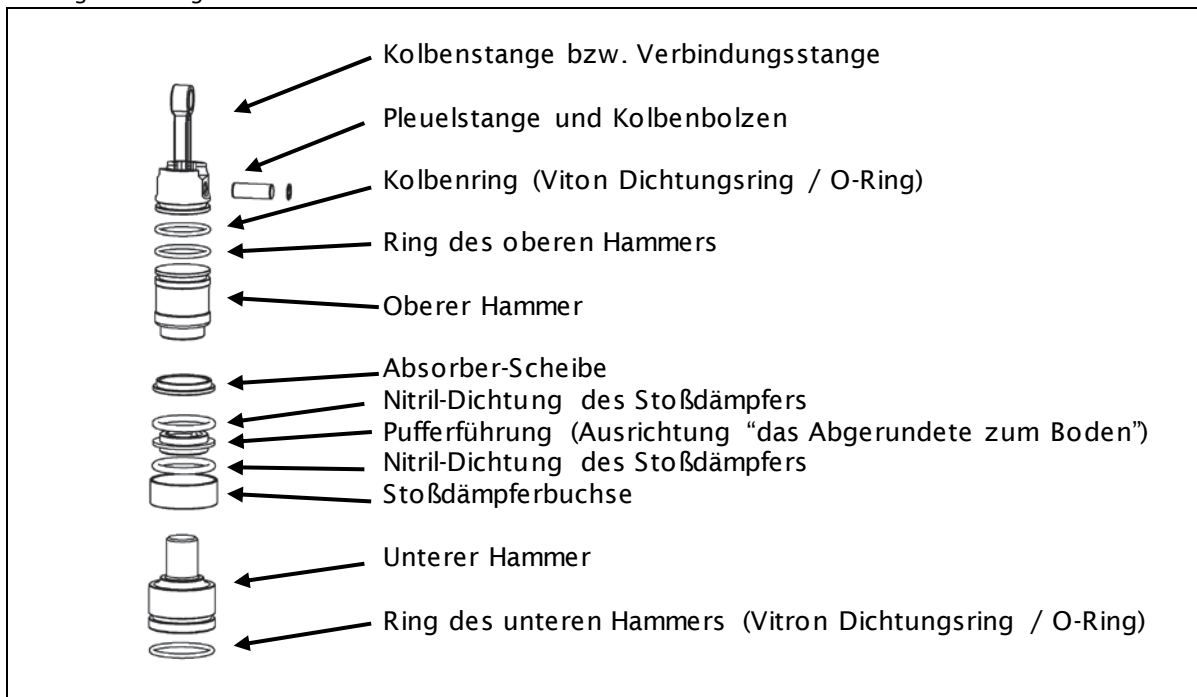 Kolbenstange bzw. Verbindungsstange
Pleuelstange und Kolbenbolzen
Kolbenring (Viton Dichtungsring / O-Ring)
Ring des oberen Hammers
Oberer Hammer
Absorber-Scheibe
Nitril-Dichtung des Stoßdämpfers
Pufferführung (Ausrichtung “das Abgerundete zum Boden”)
Nitril-Dichtung des Stoßdämpfers
Stoßdämpferbuchse
Unterer Hammer
Ring des unteren Hammers (Vitron Dichtungsring / O-Ring)